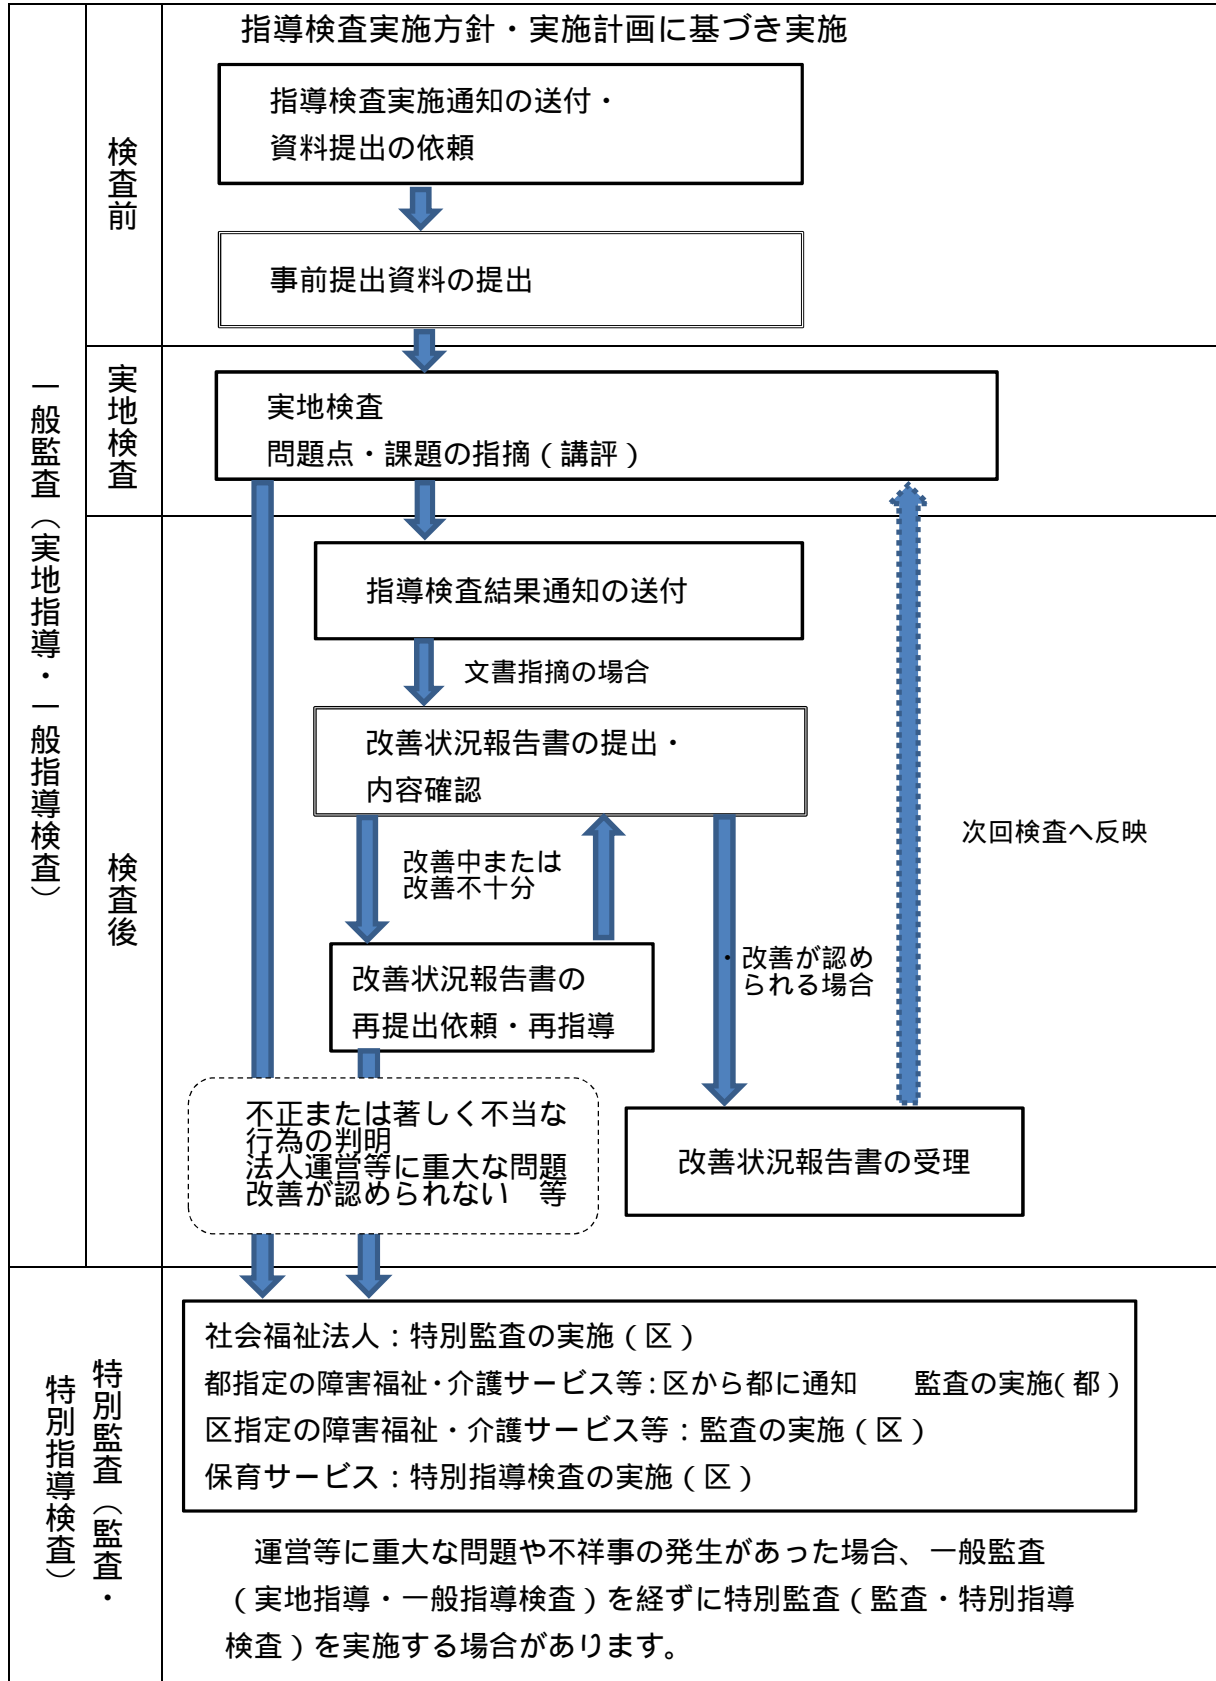 指導検査実施方針・実施計画に基づき実施
一般監査（実地指導・一般指導検査）
検査前
指導検査実施通知の送付・
資料提出の依頼
事前提出資料の提出
実地検査
実地検査
問題点・課題の指摘（講評）
検査後
指導検査結果通知の送付
文書指摘の場合
改善状況報告書の提出・
内容確認
改善中または
改善不十分
次回検査へ反映
改善状況報告書の
再提出依頼・再指導
・改善が認め
られる場合
不正または著しく不当な
行為の判明
法人運営等に重大な問題
改善が認められない　等
改善状況報告書の受理
特別監査（監査・
特別指導検査）
社会福祉法人：特別監査の実施（区）
都指定の障害福祉・介護サービス等：区から都に通知　　監査の実施（都）
区指定の障害福祉・介護サービス等：監査の実施（区）
保育サービス：特別指導検査の実施（区）
運営等に重大な問題や不祥事の発生があった場合、一般監査
（実地指導・一般指導検査）を経ずに特別監査（監査・特別指導
検査）を実施する場合があります。